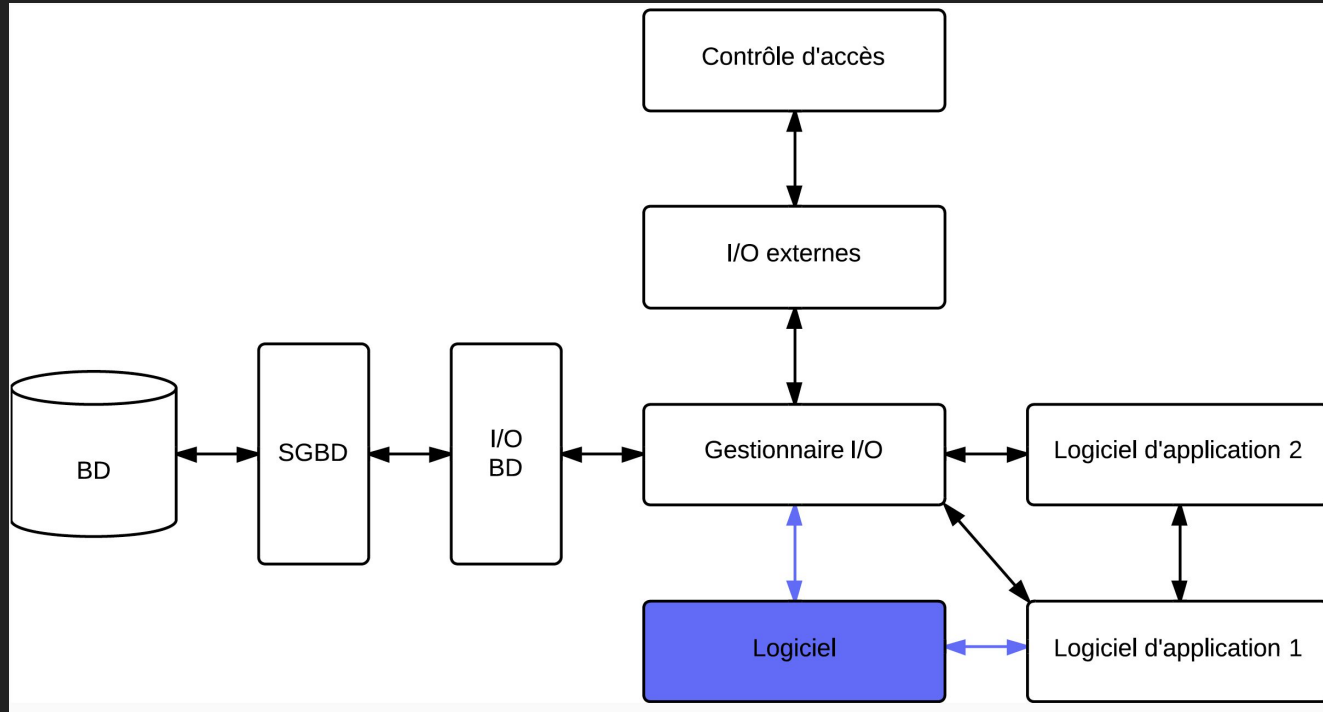 Contrôle d'accès
I/O externes
BD
SGBD
I/O
BD
Gestionnaire I/O
Logiciel d'application 2
Logiciel
Logiciel d'application 1